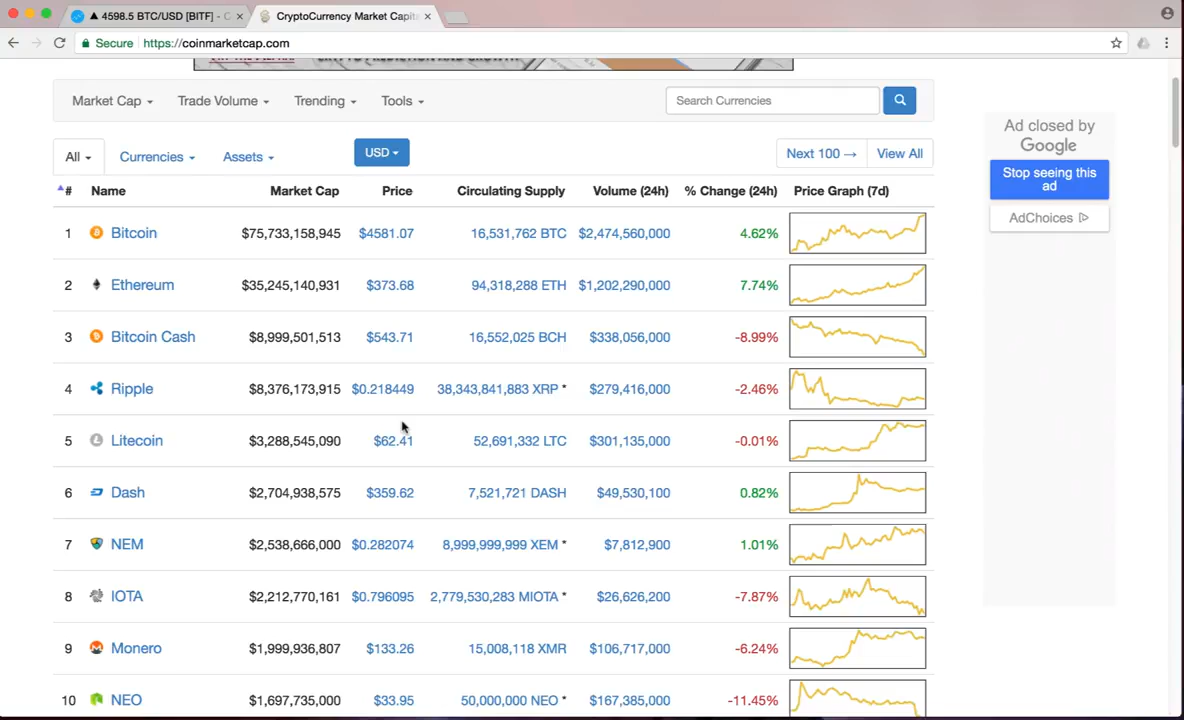 ▲ 4598.5 BTC/USD [BITF] - C
CryptoCurrency Market Capit
Secure https://coinmarketcap.com
CRYPTO PREDICTION AND GROWTH
Market Cap Trade Volume Trending Tools Search Currencies
All Currencies Assets USD Next 100 → View All
# Name Market Cap Price Circulating Supply Volume (24h) % Change (24h) Price Graph (7d)
1 Bitcoin $75,733,158,945 $4581.07 16,531,762 BTC $2,474,560,000 4.62%
2 Ethereum $35,245,140,931 $373.68 94,318,288 ETH $1,202,290,000 7.74%
3 Bitcoin Cash $8,999,501,513 $543.71 16,552,025 BCH $338,056,000 -8.99%
4 Ripple $8,376,173,915 $0.218449 38,343,841,883 XRP * $279,416,000 -2.46%
5 Litecoin $3,288,545,090 $62.41 52,691,332 LTC $301,135,000 -0.01%
6 Dash $2,704,938,575 $359.62 7,521,721 DASH $49,530,100 0.82%
7 NEM $2,538,666,000 $0.282074 8,999,999,999 XEM * $7,812,900 1.01%
8 IOTA $2,212,770,161 $0.796095 2,779,530,283 MIOTA * $26,626,200 -7.87%
9 Monero $1,999,936,807 $133.26 15,008,118 XMR $106,717,000 -6.24%
10 NEO $1,697,735,000 $33.95 50,000,000 NEO * $167,385,000 -11.45%
Ad closed by
Google
Stop seeing this
ad
AdChoices